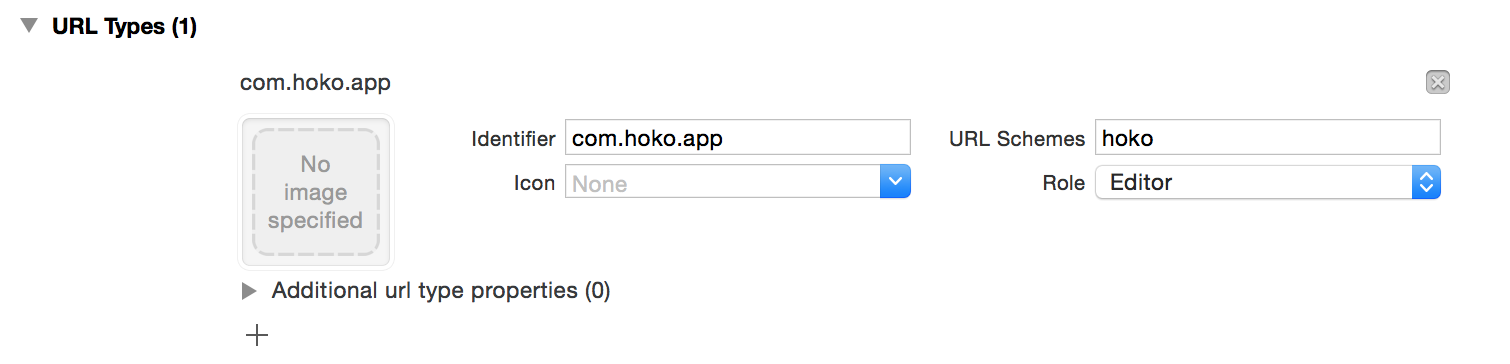 URL Types (1)
com.hoko.app
No
image
specified
Identifier com.hoko.app URL Schemes hoko
Icon None Role Editor
Additional url type properties (0)